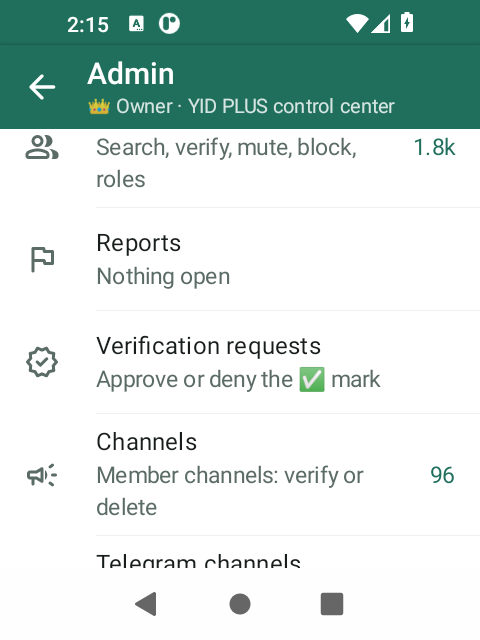 2:15
Admin
👑 Owner · YID PLUS control center
Search, verify, mute, block,
roles
1.8k
Reports
Nothing open
Verification requests
Approve or deny the ✅ mark
Channels
Member channels: verify or
delete
96
Telegram channels